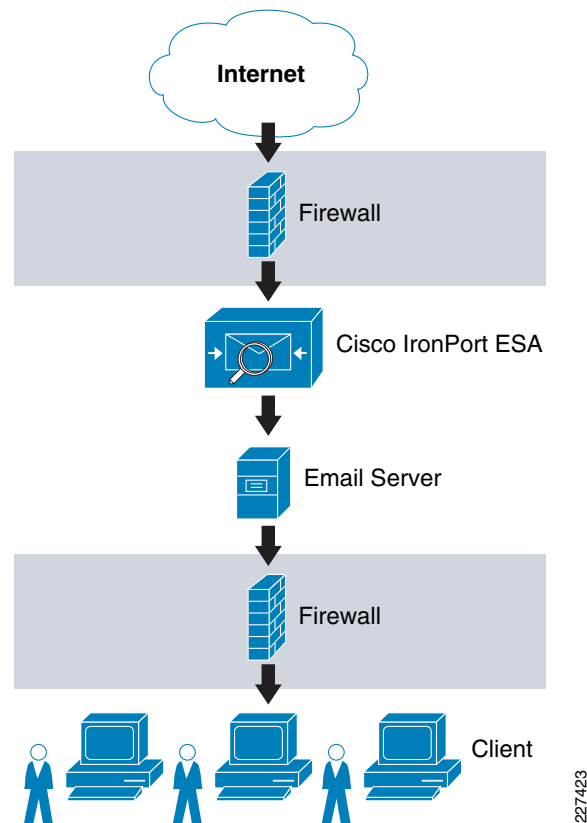 Internet
Firewall
Cisco IronPort ESA
Email Server
Firewall
Client
227423